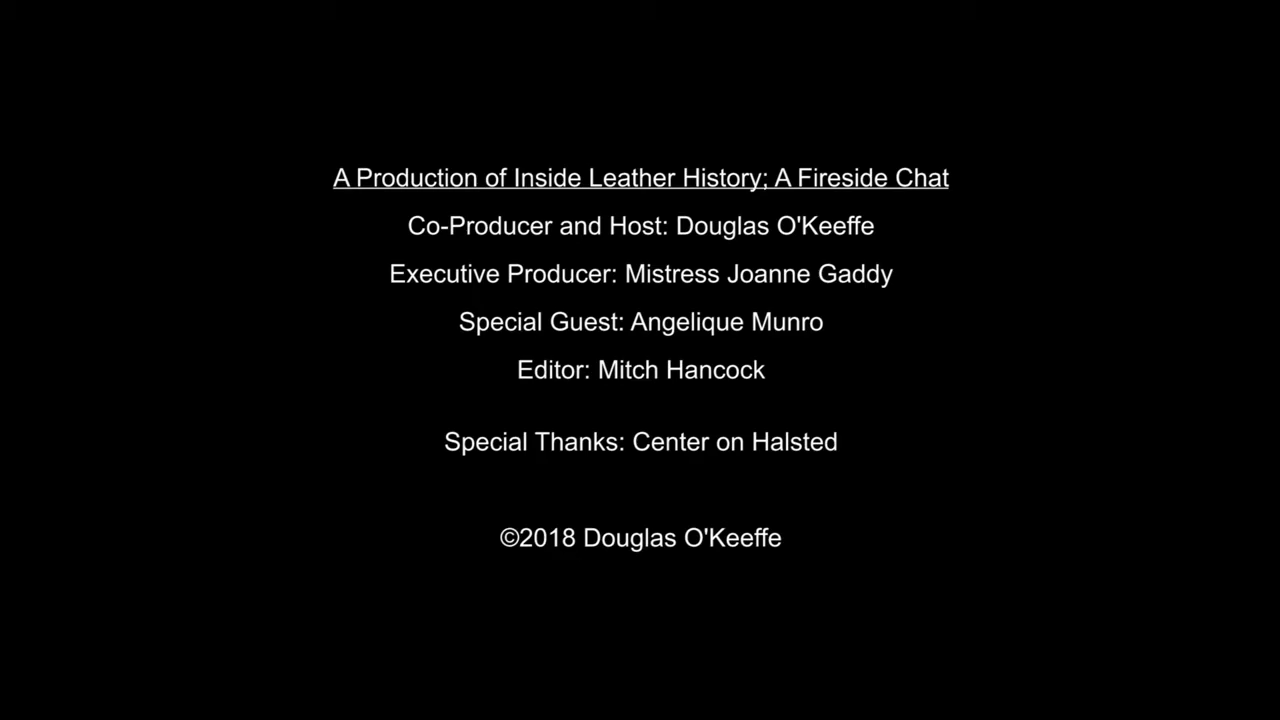 A Production of Inside Leather History; A Fireside Chat
Co-Producer and Host: Douglas O'Keeffe
Executive Producer: Mistress Joanne Gaddy
Special Guest: Angelique Munro
Editor: Mitch Hancock
Special Thanks: Center on Halsted
©2018 Douglas O'Keeffe